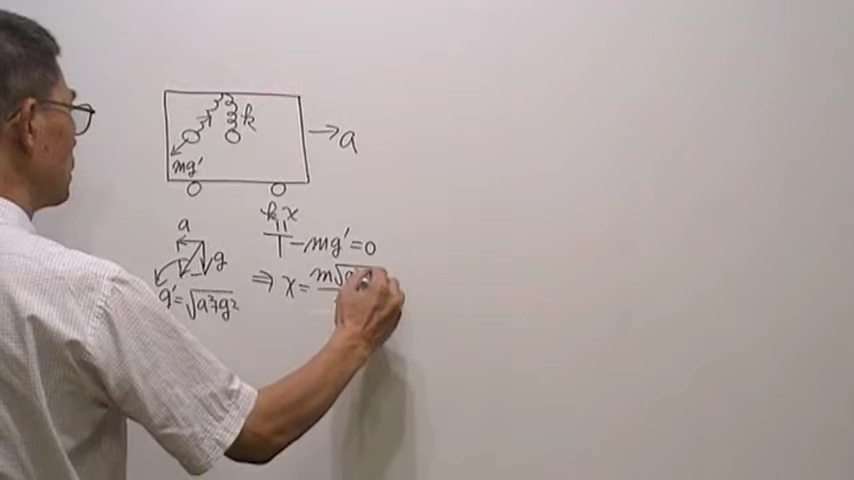 k
a
mg'
a
g
g' = √a²+g²
kx
||
T - mg' = 0
⇒ x = m√a